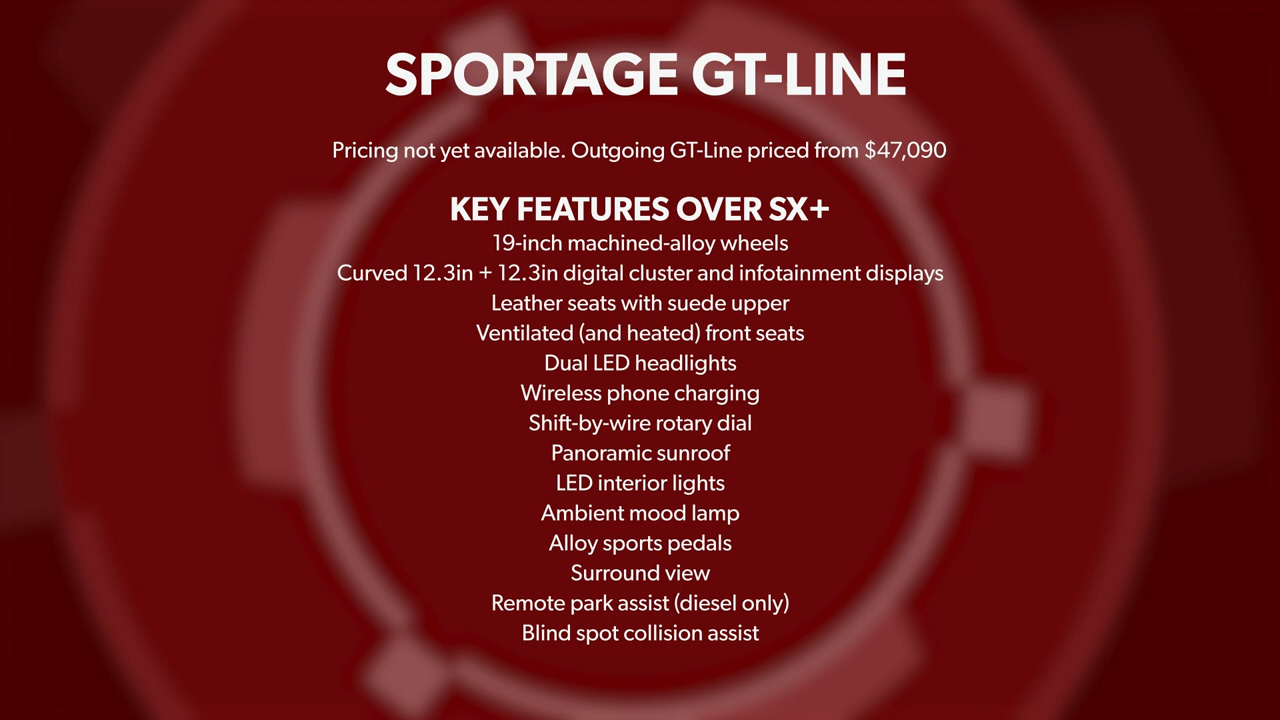 SPORTAGE GT-LINE
Pricing not yet available. Outgoing GT-Line priced from $47,090
KEY FEATURES OVER SX+
19-inch machined-alloy wheels
Curved 12.3in + 12.3in digital cluster and infotainment displays
Leather seats with suede upper
Ventilated (and heated) front seats
Dual LED headlights
Wireless phone charging
Shift-by-wire rotary dial
Panoramic sunroof
LED interior lights
Ambient mood lamp
Alloy sports pedals
Surround view
Remote park assist (diesel only)
Blind spot collision assist